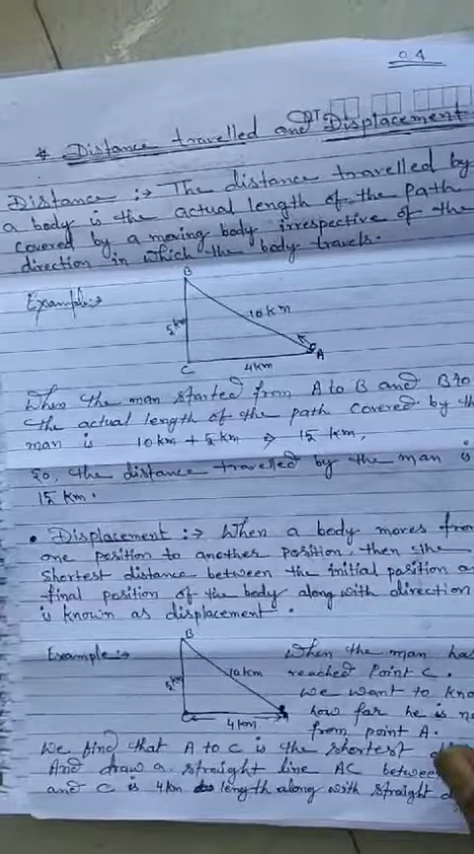 04
* Distance travelled and Displacement
DT
Distance :→ The distance travelled by
a body is the actual length of the path
covered by a moving body irrespective of the
direction in which the body travels.
Example:→
B
5km
10km
A
C
4km
When the man started from A to B and B to
the actual length of the path covered by th
man is 10km + 5km ⇒ 15 km,
So, the distance travelled by the man is
15 km.
• Displacement :→ When a body moves from
one position to another position, then the
shortest distance between the initial position a
final position of the body along with direction
is known as displacement.
Example:→
B
5km
10km
C
4km
When the man has
reached Point C.
We want to kno
how far he is
from point A.
We find that A to C is the shortest
And draw a straight line AC betwee
and C is 4km length along with straight